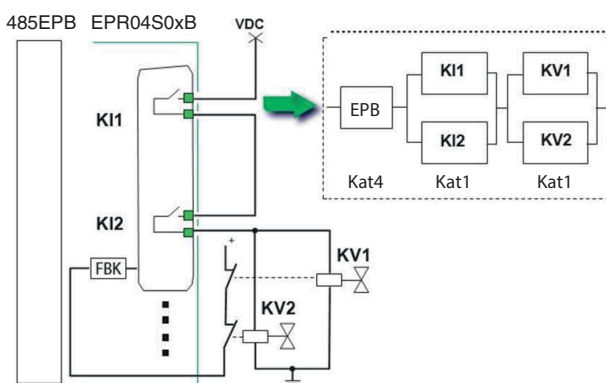 485EPB EPR04S0xB
VDC
KI1
KI2
FBK
+
KV1
KV2
EPB
KI1
KI2
KV1
KV2
Kat4 Kat1 Kat1